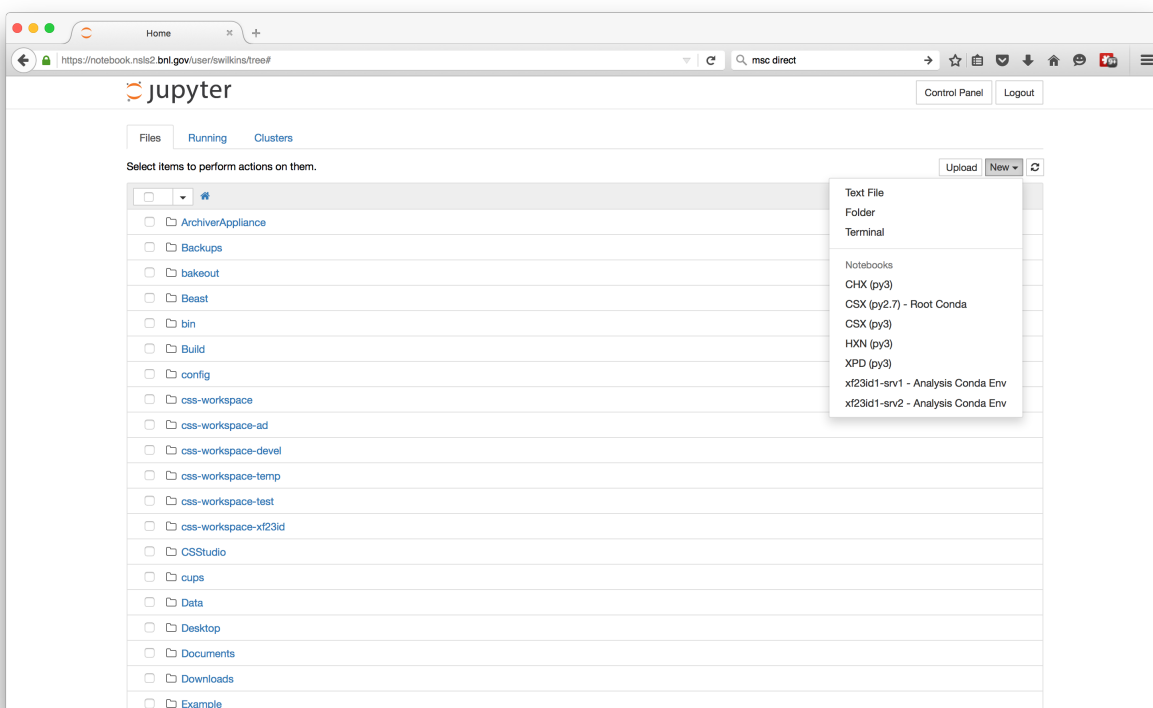 Home
https://notebook.nsls2.bnl.gov/user/swilkins/tree#
msc direct
9+
jupyter
Control Panel
Logout
Files
Running
Clusters
Select items to perform actions on them.
Upload
New
Text File
Folder
Terminal
Notebooks
CHX (py3)
CSX (py2.7) - Root Conda
CSX (py3)
HXN (py3)
XPD (py3)
xf23id1-srv1 - Analysis Conda Env
xf23id1-srv2 - Analysis Conda Env
ArchiverAppliance
Backups
bakeout
Beast
bin
Build
config
css-workspace
css-workspace-ad
css-workspace-devel
css-workspace-temp
css-workspace-test
css-workspace-xf23id
CSStudio
cups
Data
Desktop
Documents
Downloads
Example